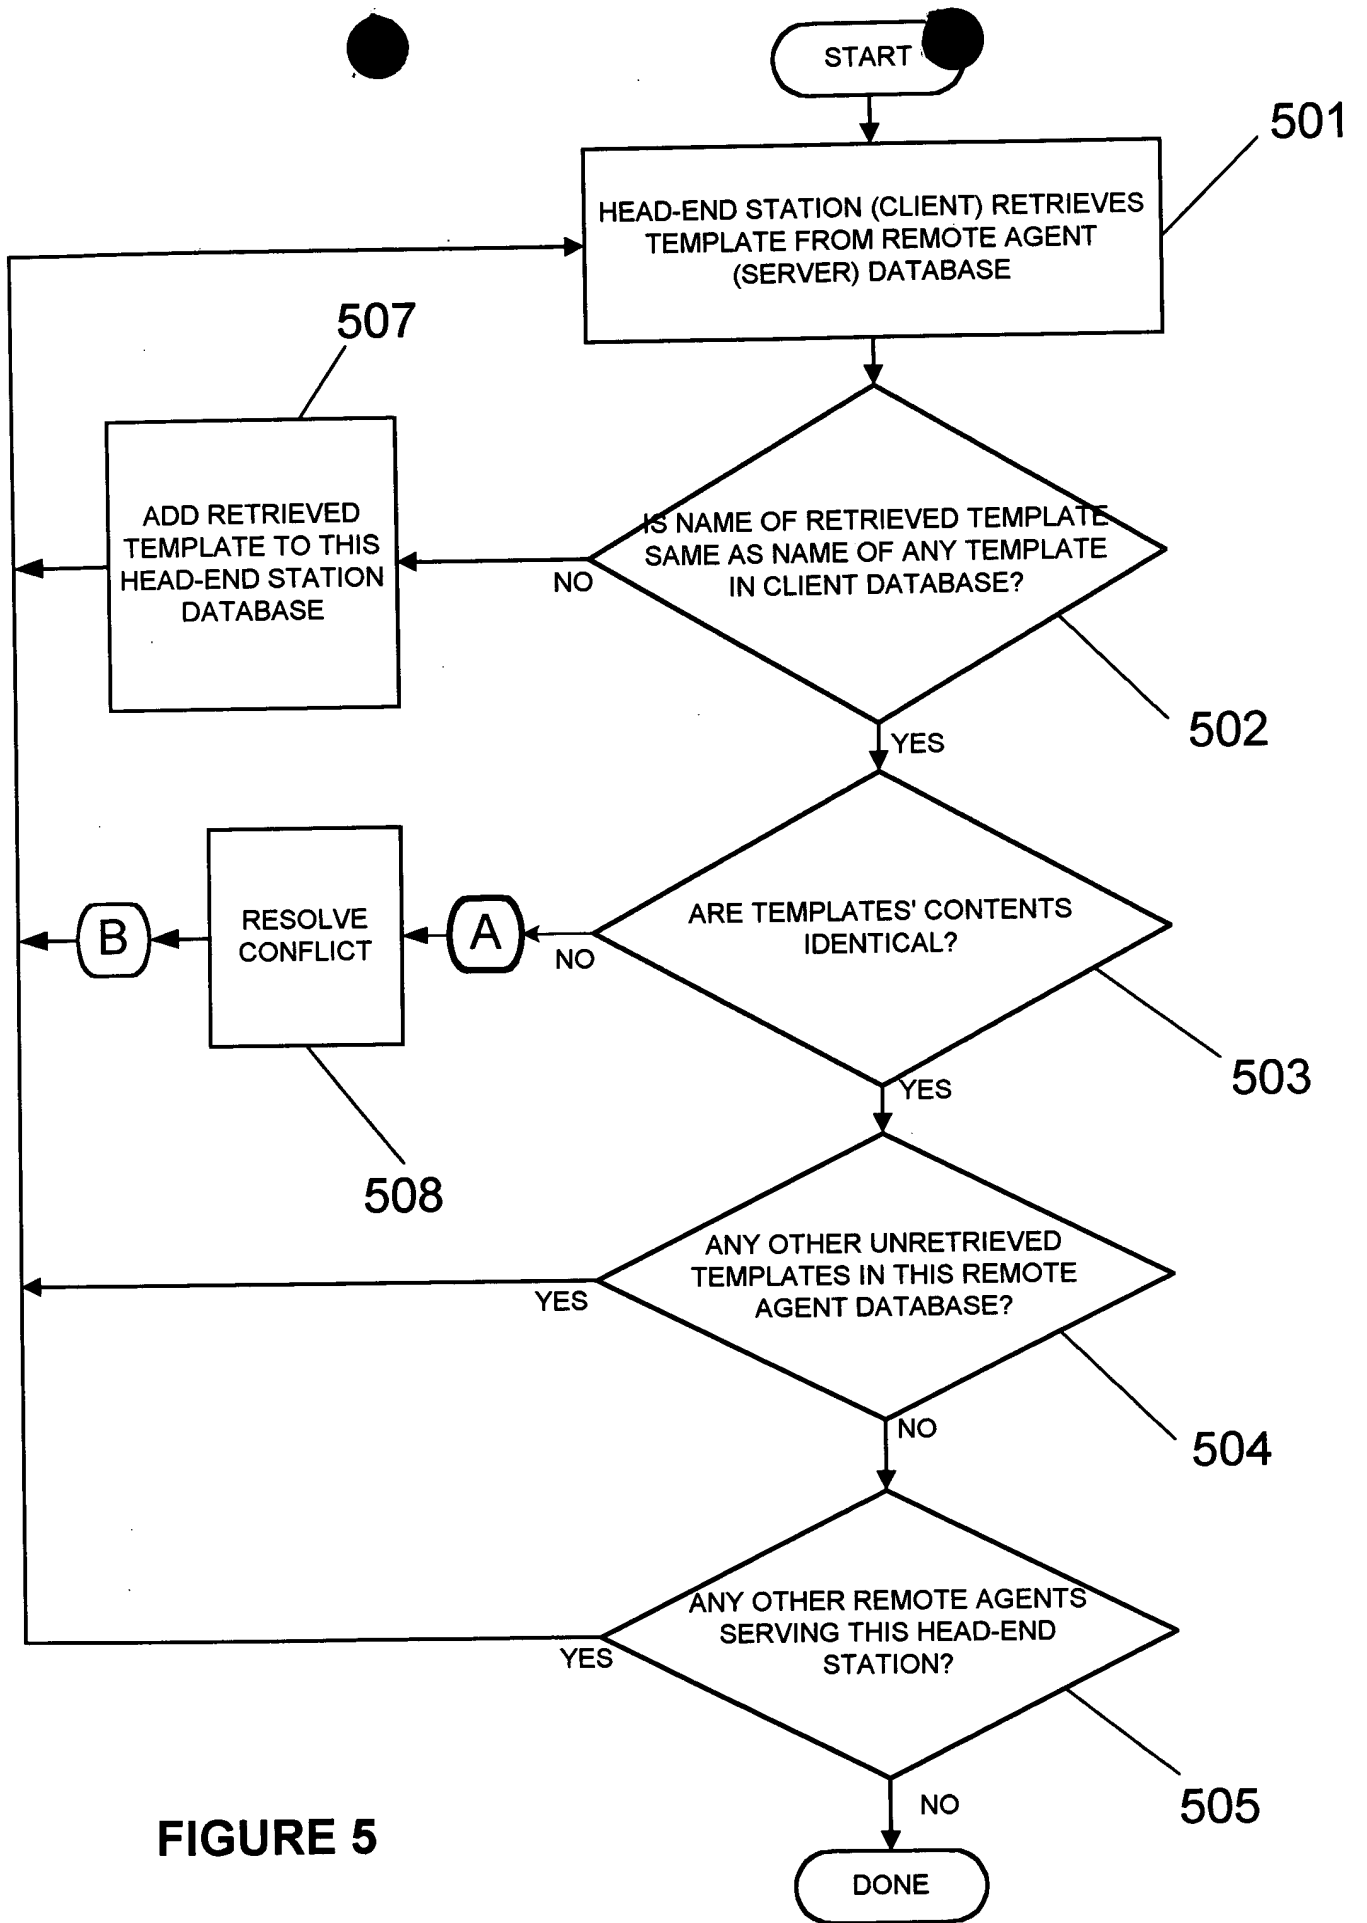 START
501
HEAD-END STATION (CLIENT) RETRIEVES
TEMPLATE FROM REMOTE AGENT
(SERVER) DATABASE
507
ADD RETRIEVED
TEMPLATE TO THIS
HEAD-END STATION
DATABASE
IS NAME OF RETRIEVED TEMPLATE
SAME AS NAME OF ANY TEMPLATE
IN CLIENT DATABASE?
NO
502
YES
B
RESOLVE
CONFLICT
A
ARE TEMPLATES' CONTENTS
IDENTICAL?
NO
503
YES
508
ANY OTHER UNRETRIEVED
TEMPLATES IN THIS REMOTE
AGENT DATABASE?
YES
504
NO
ANY OTHER REMOTE AGENTS
SERVING THIS HEAD-END
STATION?
YES
505
NO
FIGURE 5
DONE